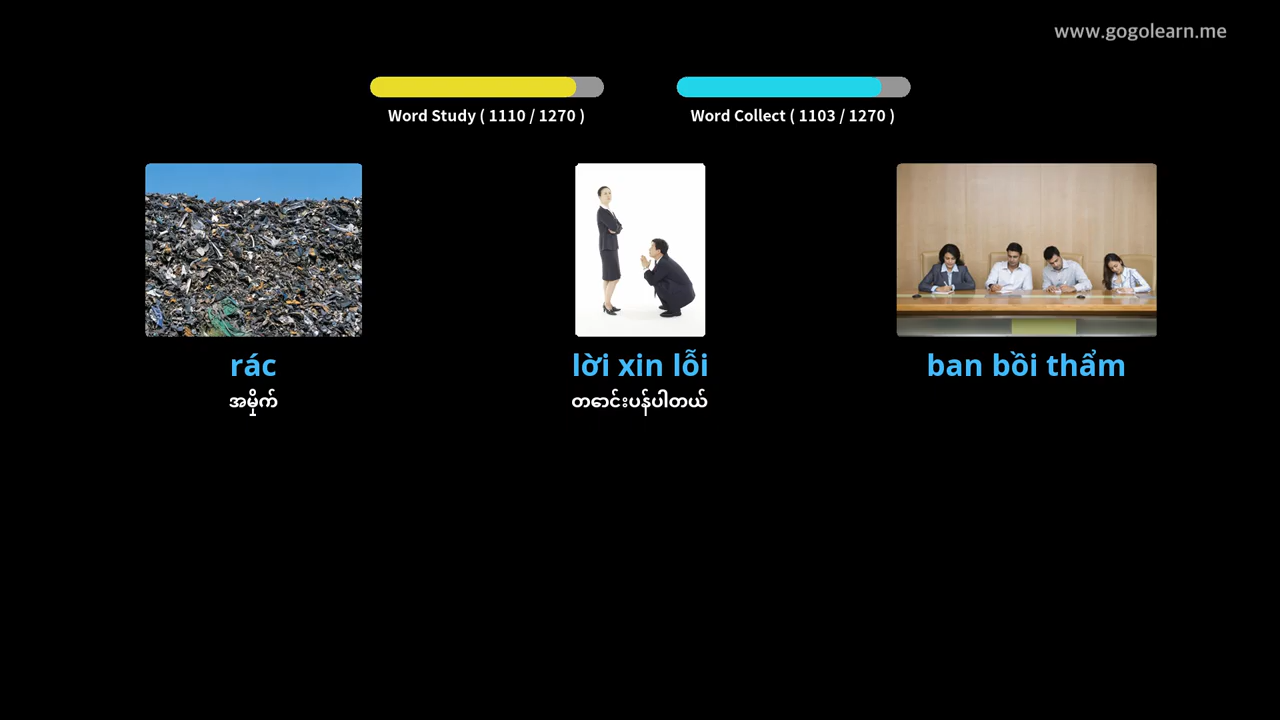 www.gogolearn.me
Word Study ( 1110 / 1270 )
Word Collect ( 1103 / 1270 )
rác
lời xin lỗi
ban bồi thẩm
အမှိုက်
တောင်းပန်ပါတယ်